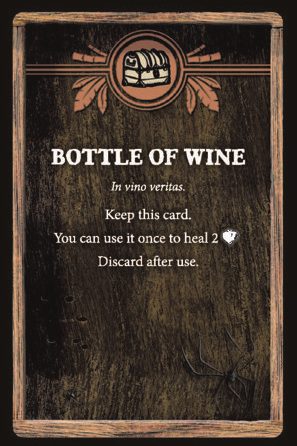 BOTTLE OF WINE
In vino veritas.
Keep this card.
You can use it once to heal 2
Discard after use.